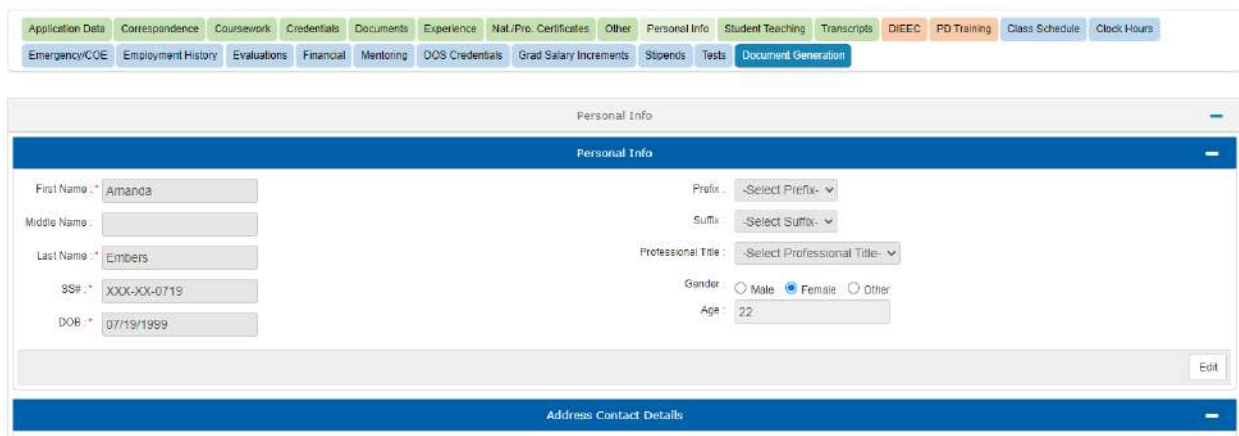 Application Data Correspondence Coursework Credentials Documents Experience Nat./Pro. Certificates Other Personal Info Student Teaching Transcripts DIEEC PD Training Class Schedule Clock Hours
Emergency/COE Employment History Evaluations Financial Mentoring OOS Credentials Grad Salary Increments Stipends Tests Document Generation
Personal Info
Personal Info
First Name :* Amanda Prefix : -Select Prefix-
Middle Name : Suffix : -Select Suffix-
Last Name :* Embers Professional Title : -Select Professional Title-
SS# :* XXX-XX-0719 Gender : Male Female Other
DOB :* 07/19/1999 Age : 22
Edit
Address Contact Details